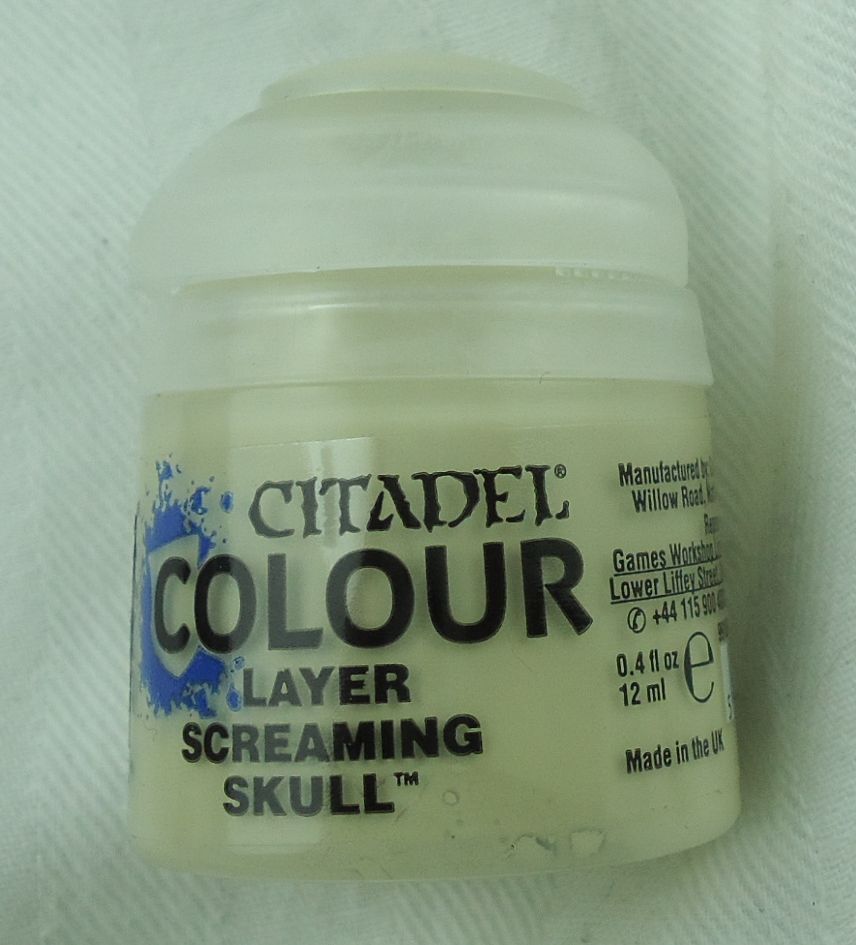 CITADEL®
COLOUR
LAYER
SCREAMING
SKULL™
Manufactured by:
Willow Road,
Games Workshop
Lower Liffey Street,
✆ +44 115 900
0.4 fl oz e
12 ml
Made in the UK